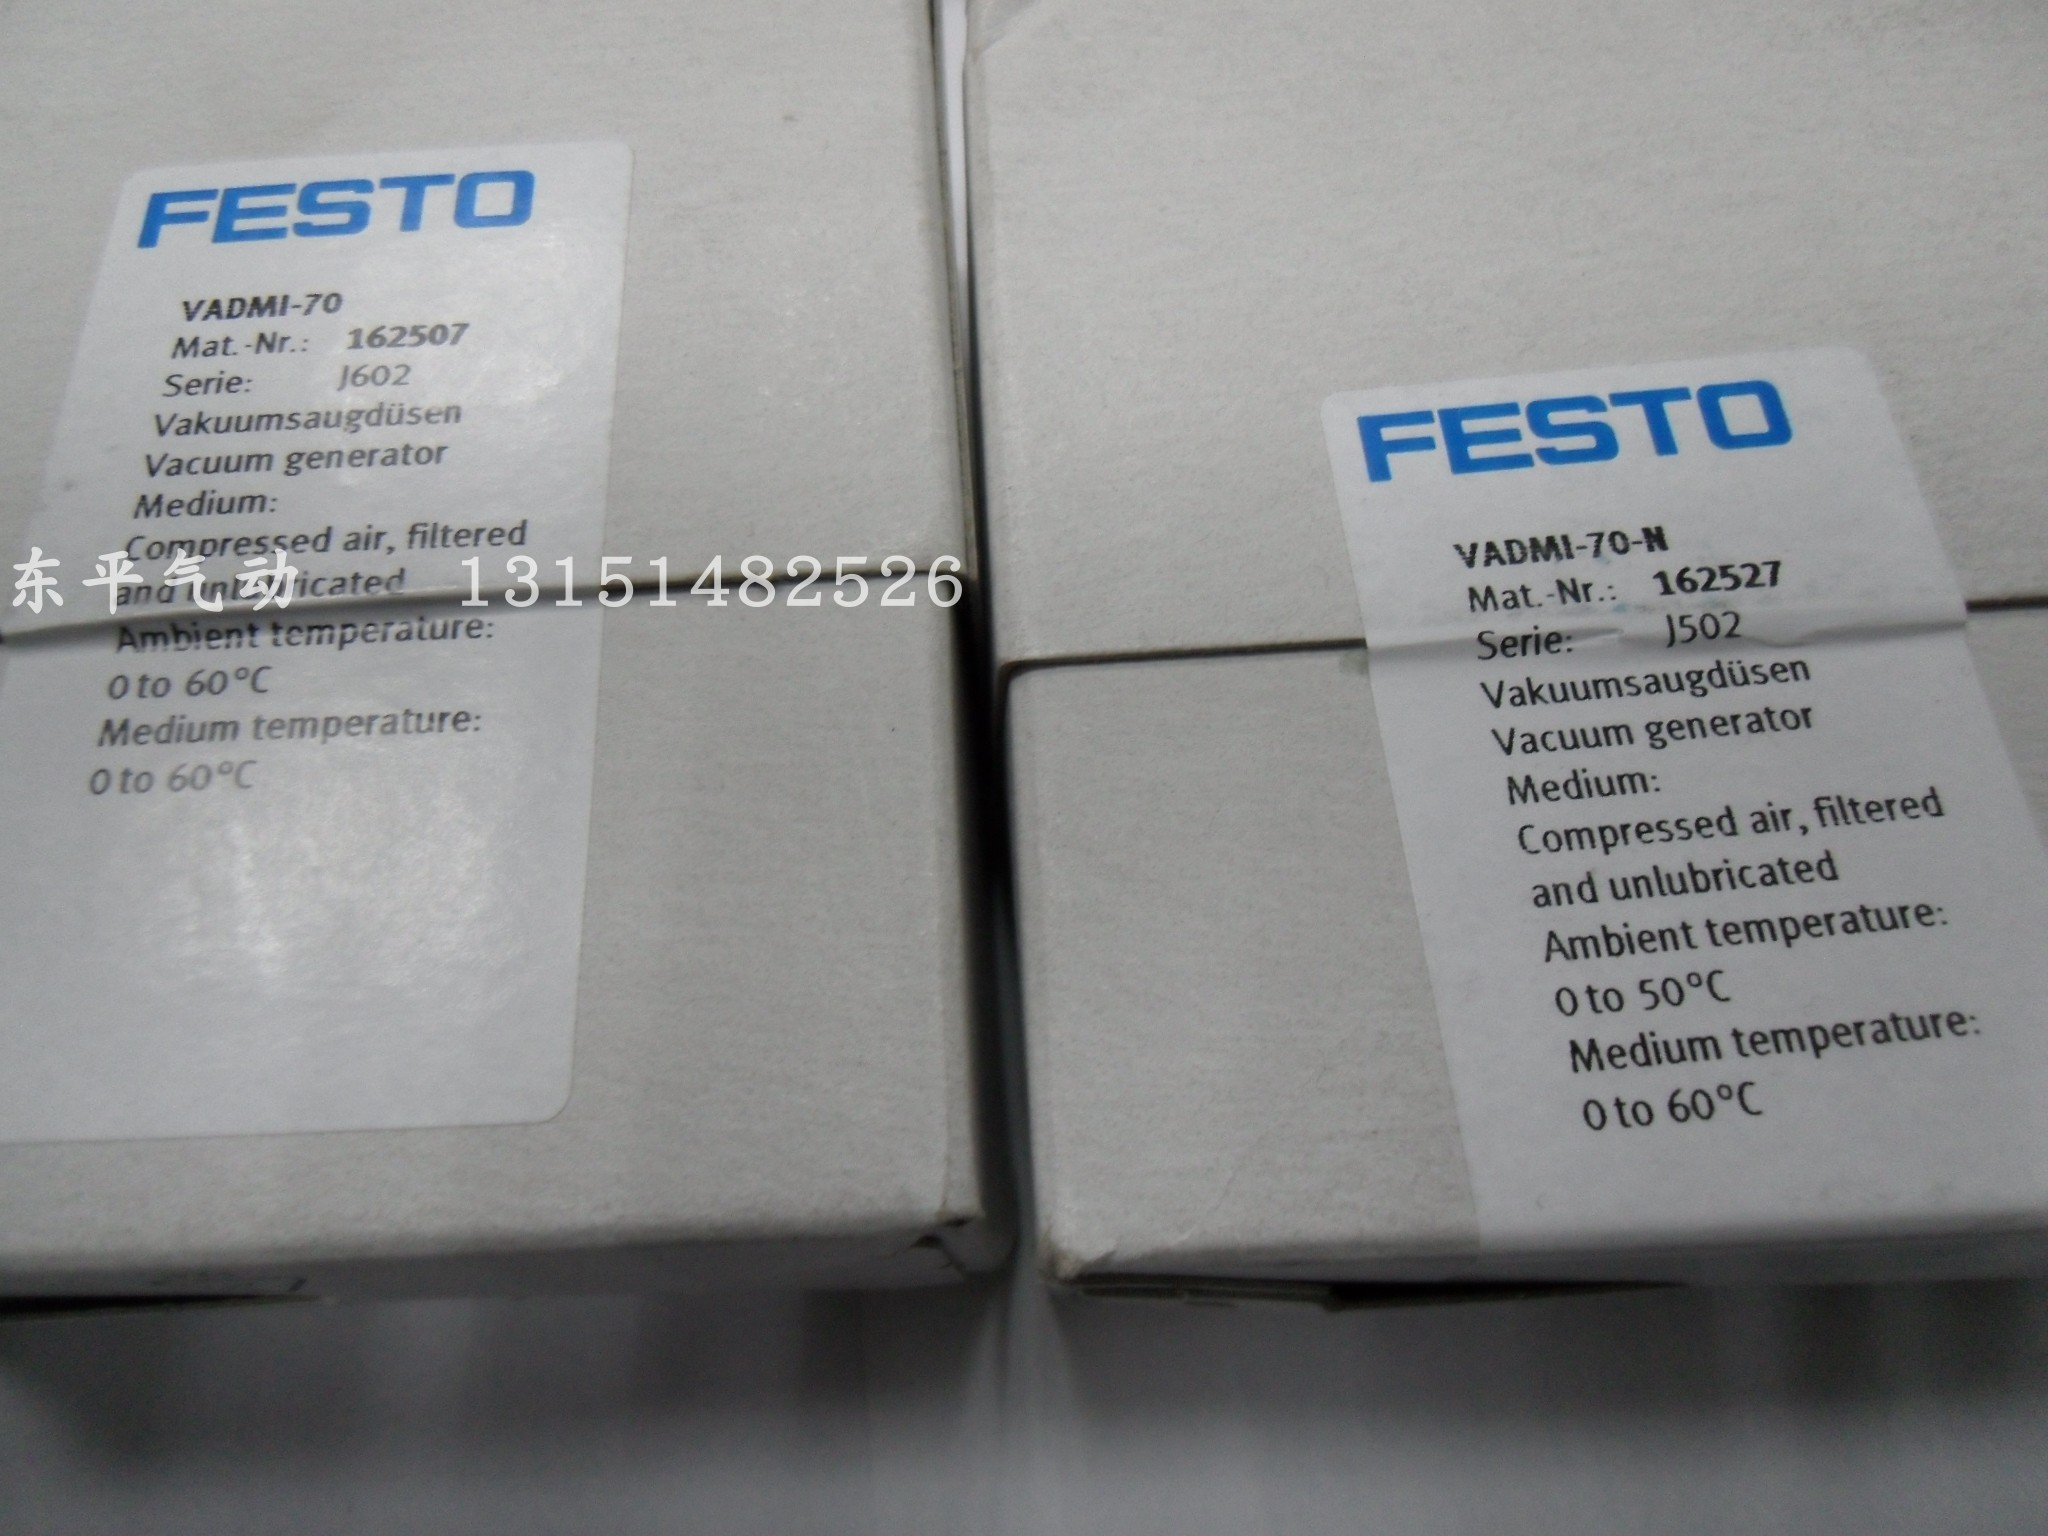 FESTO
VADMI-70
Mat.-Nr.: 162507
Serie: J602
Vakuumsaugdüsen
Vacuum generator
Medium:
Compressed air, filtered
and unlubricated
Ambient temperature:
0 to 60°C
Medium temperature:
0 to 60°C
东平气动 13151482526
FESTO
VADMI-70-N
Mat.-Nr.: 162527
Serie: J502
Vakuumsaugdüsen
Vacuum generator
Medium:
Compressed air, filtered
and unlubricated
Ambient temperature:
0 to 50°C
Medium temperature:
0 to 60°C